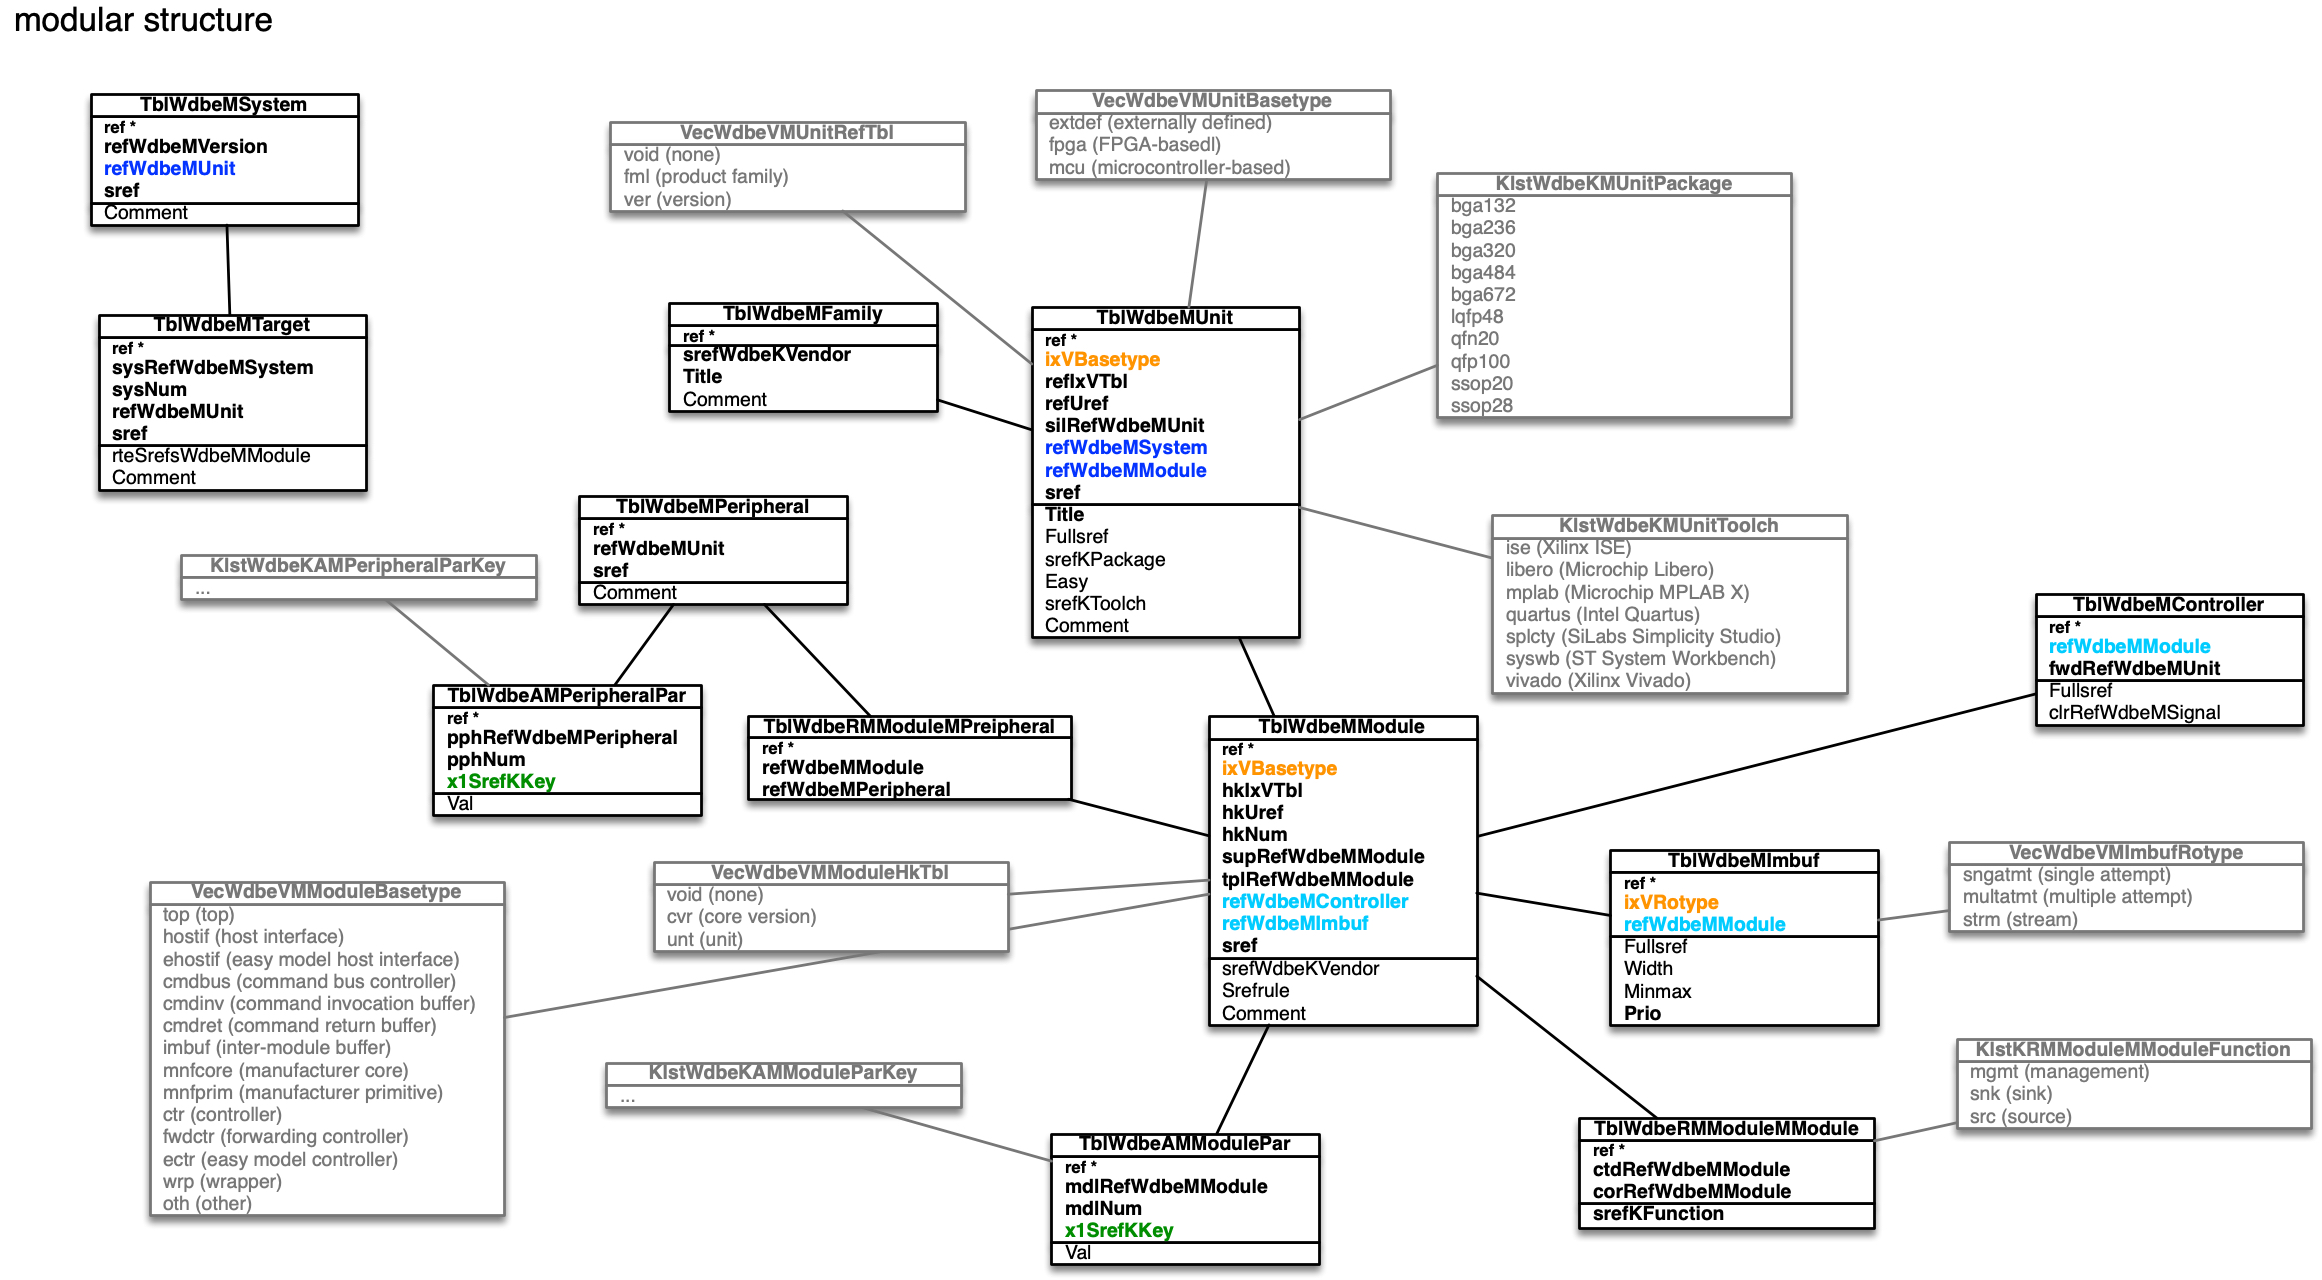 modular structure
TblWdbeMSystem
ref *
refWdbeMVersion
refWdbeMUnit
sref
Comment
VecWdbeVMUnitRefTbl
void (none)
fml (product family)
ver (version)
VecWdbeVMUnitBasetype
extdef (externally defined)
fpga (FPGA-basedl)
mcu (microcontroller-based)
KlstWdbeKMUnitPackage
bga132
bga236
bga320
bga484
bga672
lqfp48
qfn20
qfp100
ssop20
ssop28
TblWdbeMTarget
ref *
sysRefWdbeMSystem
sysNum
refWdbeMUnit
sref
rteSrefsWdbeMModule
Comment
TblWdbeMFamily
ref *
srefWdbeKVendor
Title
Comment
TblWdbeMUnit
ref *
ixVBasetype
refIxVTbl
refUref
silRefWdbeMUnit
refWdbeMSystem
refWdbeMModule
sref
Title
Fullsref
srefKPackage
Easy
srefKToolch
Comment
TblWdbeMPeripheral
ref *
refWdbeMUnit
sref
Comment
KlstWdbeKAMPeripheralParKey
...
KlstWdbeKMUnitToolch
ise (Xilinx ISE)
libero (Microchip Libero)
mplab (Microchip MPLAB X)
quartus (Intel Quartus)
splcty (SiLabs Simplicity Studio)
syswb (ST System Workbench)
vivado (Xilinx Vivado)
TblWdbeMController
ref *
refWdbeMModule
fwdRefWdbeMUnit
Fullsref
clrRefWdbeMSignal
TblWdbeAMPeripheralPar
ref *
pphRefWdbeMPeripheral
pphNum
x1SrefKKey
Val
TblWdbeRMModuleMPreipheral
ref *
refWdbeMModule
refWdbeMPeripheral
TblWdbeMModule
ref *
ixVBasetype
hkIxVTbl
hkUref
hkNum
supRefWdbeMModule
tplRefWdbeMModule
refWdbeMController
refWdbeMImbuf
sref
srefWdbeKVendor
Srefrule
Comment
VecWdbeVMModuleBasetype
top (top)
hostif (host interface)
ehostif (easy model host interface)
cmdbus (command bus controller)
cmdinv (command invocation buffer)
cmdret (command return buffer)
imbuf (inter-module buffer)
mnfcore (manufacturer core)
mnfprim (manufacturer primitive)
ctr (controller)
fwdctr (forwarding controller)
ectr (easy model controller)
wrp (wrapper)
oth (other)
VecWdbeVMModuleHkTbl
void (none)
cvr (core version)
unt (unit)
TblWdbeMImbuf
ref *
ixVRotype
refWdbeMModule
Fullsref
Width
Minmax
Prio
VecWdbeVMImbufRotype
sngatmt (single attempt)
multatmt (multiple attempt)
strm (stream)
KlstWdbeKAMModuleParKey
...
TblWdbeAMModulePar
ref *
mdlRefWdbeMModule
mdlNum
x1SrefKKey
Val
KlstKRMModuleMModuleFunction
mgmt (management)
snk (sink)
src (source)
TblWdbeRMModuleMModule
ref *
ctdRefWdbeMModule
corRefWdbeMModule
srefKFunction